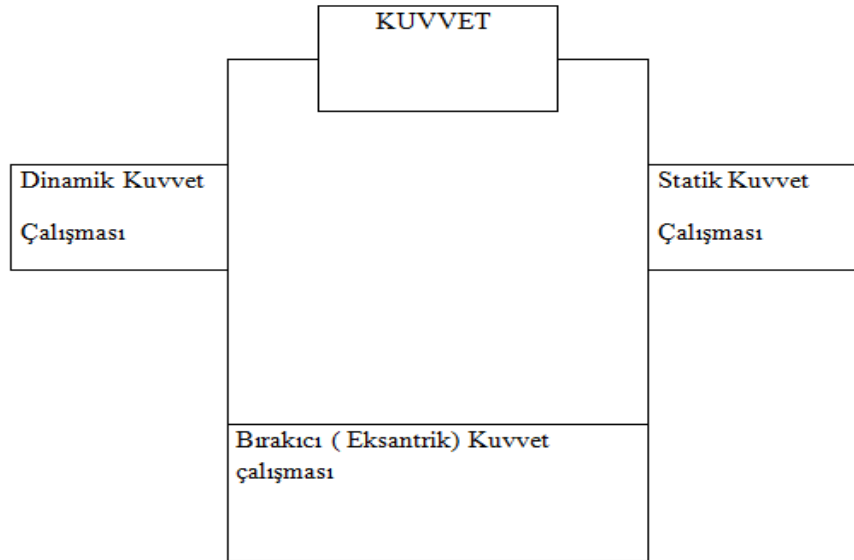 KUVVET
Dinamik Kuvvet
Çalışması
Statik Kuvvet
Çalışması
Bırakıcı ( Eksantrik) Kuvvet
çalışması